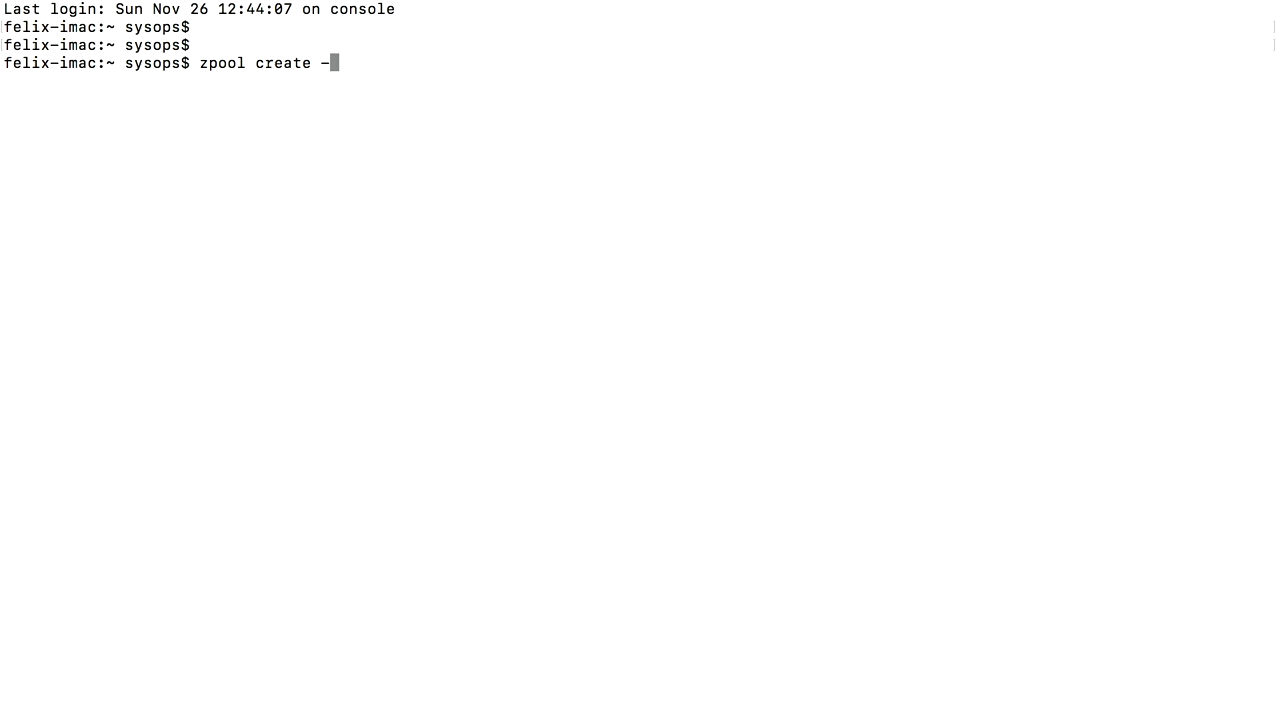 Last login: Sun Nov 26 12:44:07 on console
felix-imac:~ sysops$
felix-imac:~ sysops$
felix-imac:~ sysops$ zpool create -